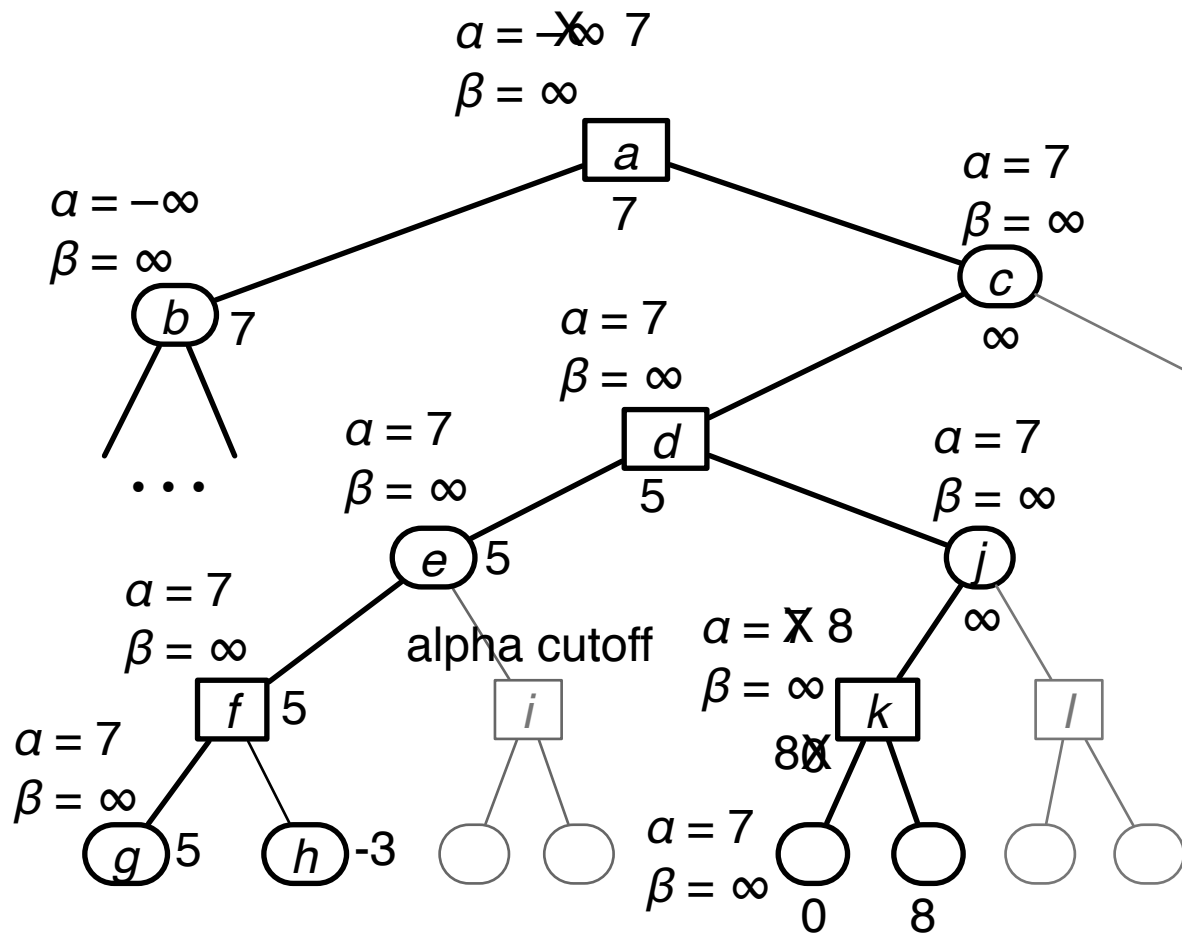 α = –∞ 7
β = ∞
a
7
α = 7
β = ∞
c
∞
α = –∞
β = ∞
b
7
...
α = 7
β = ∞
d
5
α = 7
β = ∞
e
5
α = 7
β = ∞
j
∞
alpha cutoff
α = 7
β = ∞
f
5
i
α = 7 X 8
β = ∞
k
8 0 X
l
α = 7
β = ∞
g
5
h
-3
α = 7
β = ∞
0
8